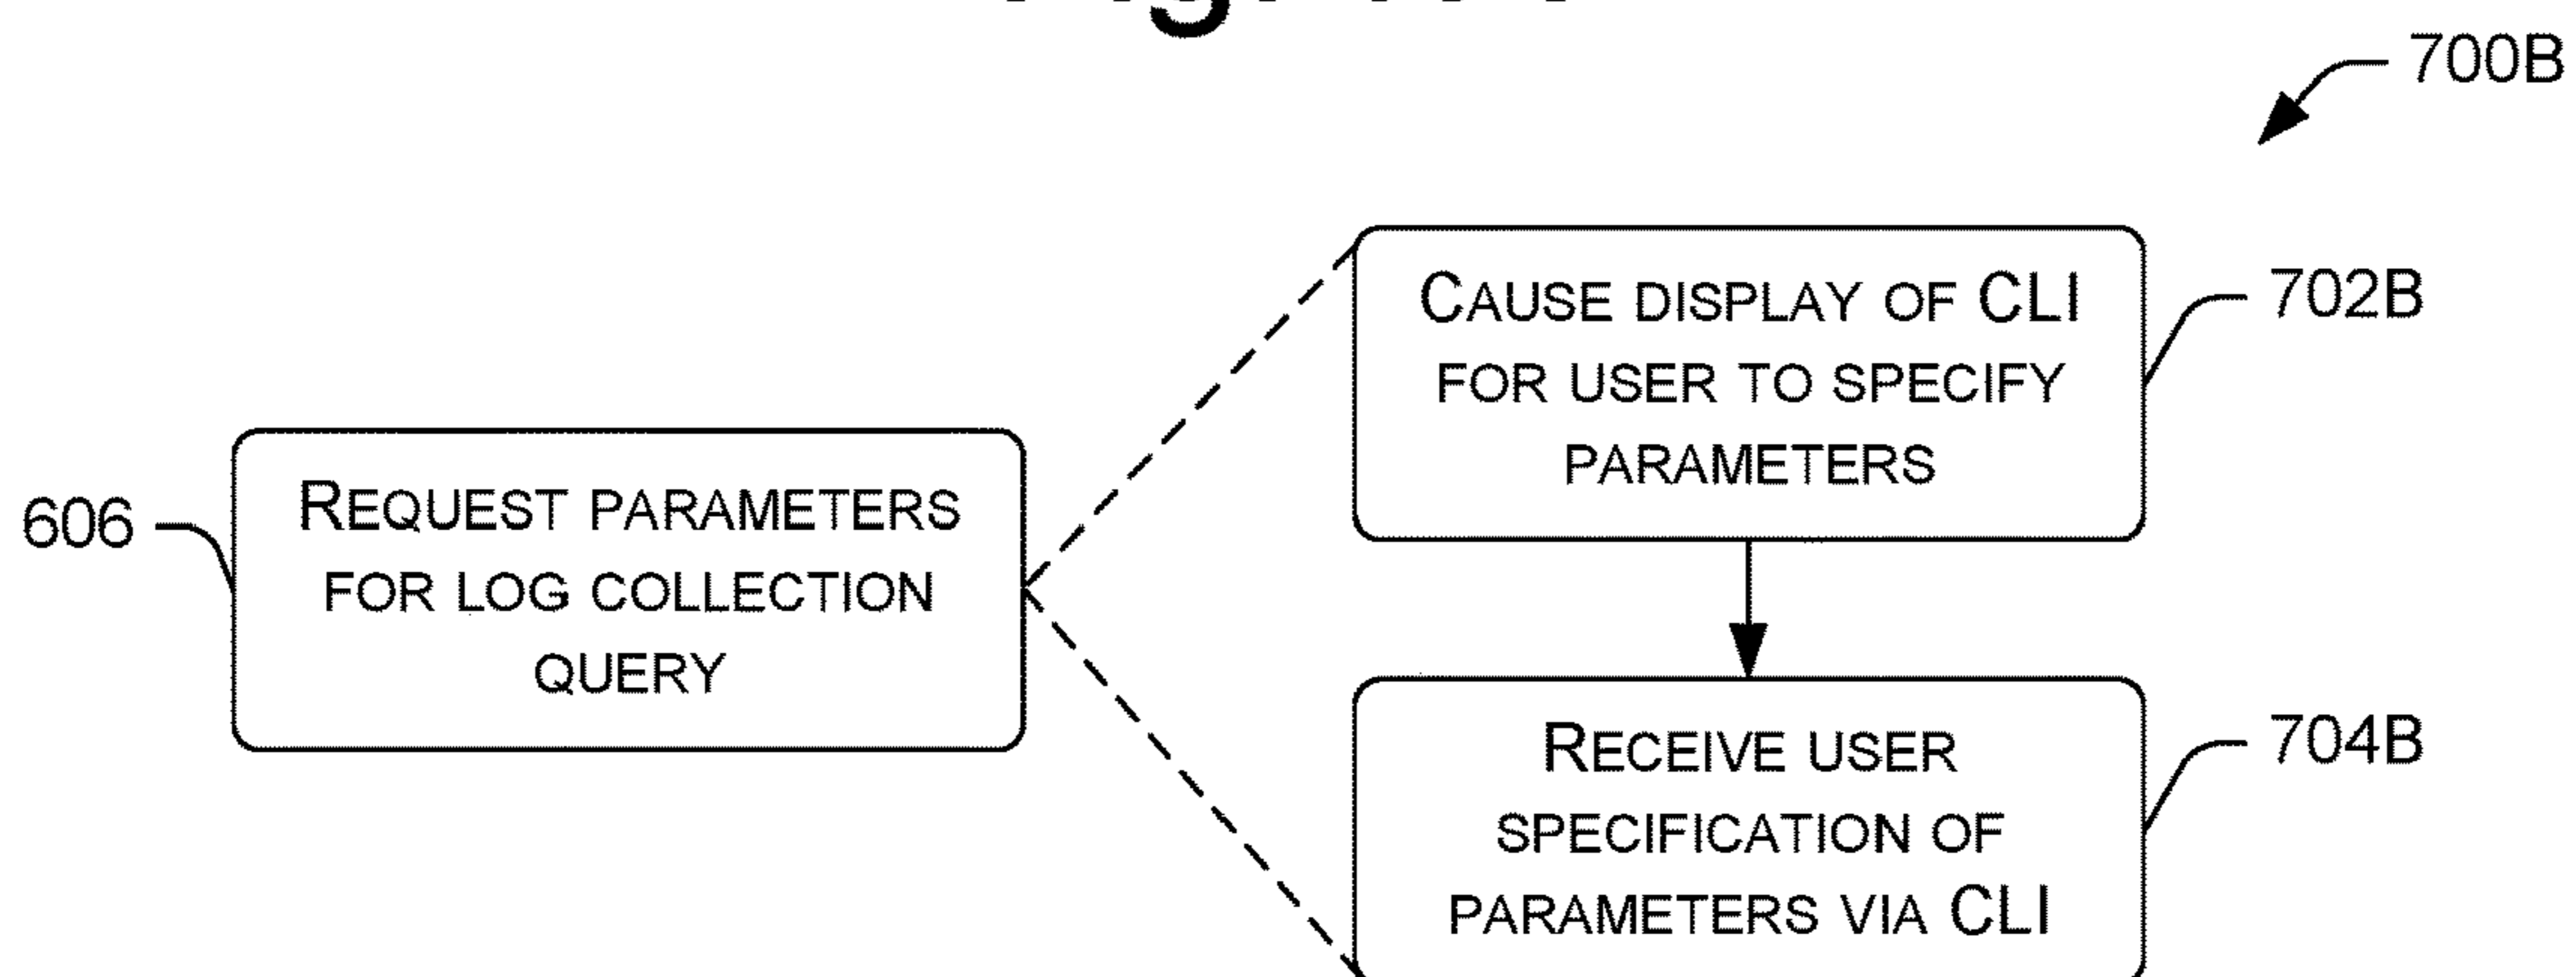 700B
CAUSE DISPLAY OF CLI
FOR USER TO SPECIFY
PARAMETERS
702B
606
REQUEST PARAMETERS
FOR LOG COLLECTION
QUERY
RECEIVE USER
SPECIFICATION OF
PARAMETERS VIA CLI
704B